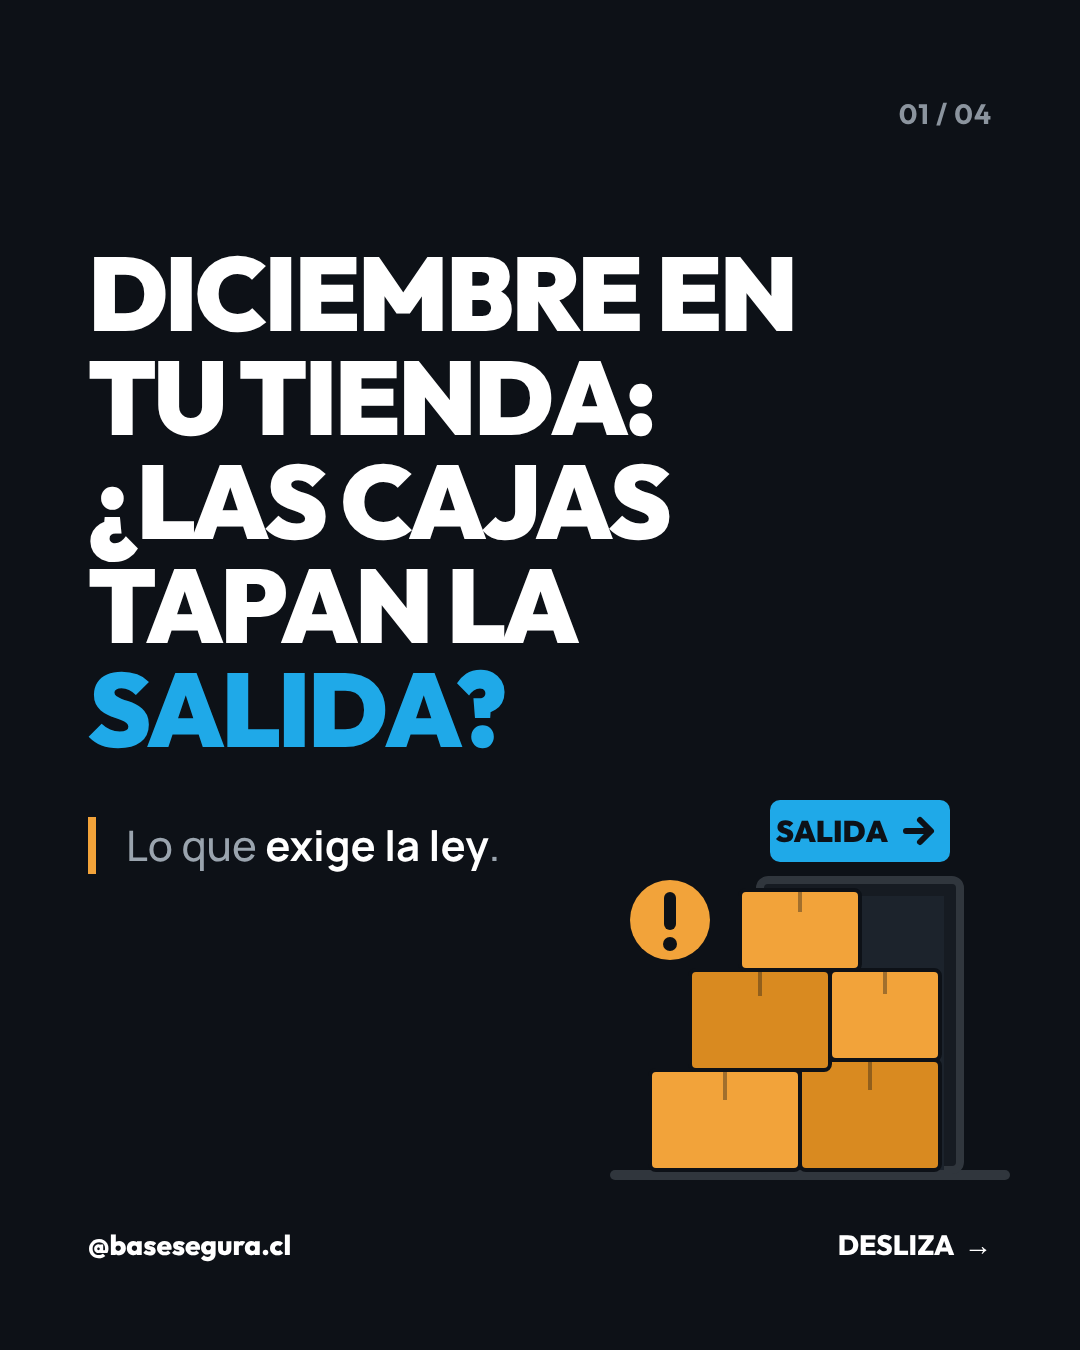 01 / 04
DICIEMBRE EN
TU TIENDA:
¿LAS CAJAS
TAPAN LA
SALIDA?
Lo que exige la ley.
SALIDA →
@basesegura.cl
DESLIZA →